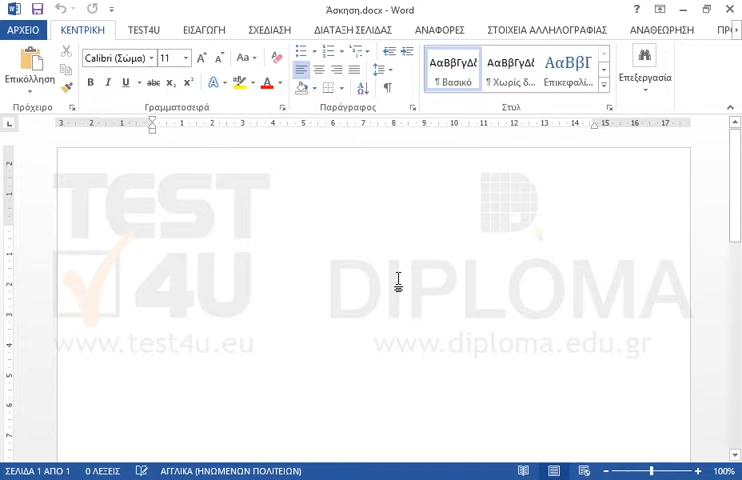 Άσκηση.docx - Word
ΑΡΧΕΙΟ ΚΕΝΤΡΙΚΗ TEST4U ΕΙΣΑΓΩΓΗ ΣΧΕΔΙΑΣΗ ΔΙΑΤΑΞΗ ΣΕΛΙΔΑΣ ΑΝΑΦΟΡΕΣ ΣΤΟΙΧΕΙΑ ΑΛΛΗΛΟΓΡΑΦΙΑΣ ΑΝΑΘΕΩΡΗΣΗ
Calibri (Σώμα) 11
Επικόλληση
ΑαΒβΓγΔδ ΑαΒβΓγΔδ ΑαΒβΓ
¶ Βασικό ¶ Χωρίς δ... Επικεφαλί...
Επεξεργασία
Πρόχειρο Γραμματοσειρά Παράγραφος Στυλ
3 2 1 1 2 3 4 5 6 7 8 9 10 11 12 13 14 15 16 17
TEST
4U
www.test4u.eu
D.
DIPLOMA
www.diploma.edu.gr
ΣΕΛΙΔΑ 1 ΑΠΟ 1 0 ΛΕΞΕΙΣ ΑΓΓΛΙΚΑ (ΗΝΩΜΕΝΩΝ ΠΟΛΙΤΕΙΩΝ) 100%